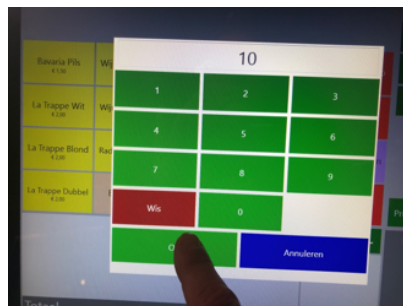 10
Bavaria Pils
La Trappe Wit
La Trappe Blond
La Trappe Dubbel
1
2
3
4
5
6
7
8
9
Wis
0
Annuleren